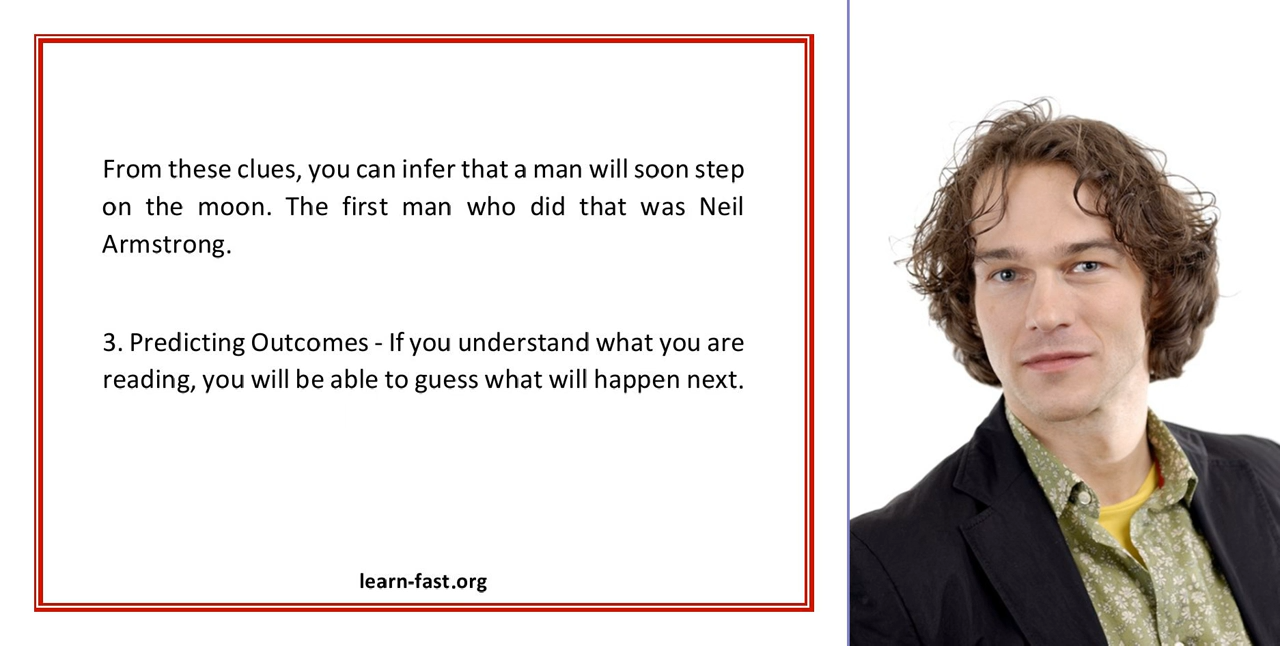 From these clues, you can infer that a man will soon step
on the moon. The first man who did that was Neil
Armstrong.
3. Predicting Outcomes - If you understand what you are
reading, you will be able to guess what will happen next.
learn-fast.org